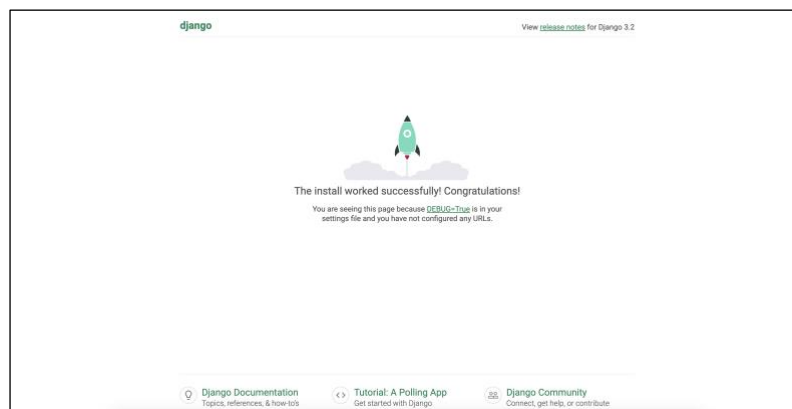 django
View release notes for Django 3.2
The install worked successfully! Congratulations!
You are seeing this page because DEBUG=True is in your
settings file and you have not configured any URLs.
Django Documentation
Topics, references, & how-to's
Tutorial: A Polling App
Get started with Django
Django Community
Connect, get help, or contribute